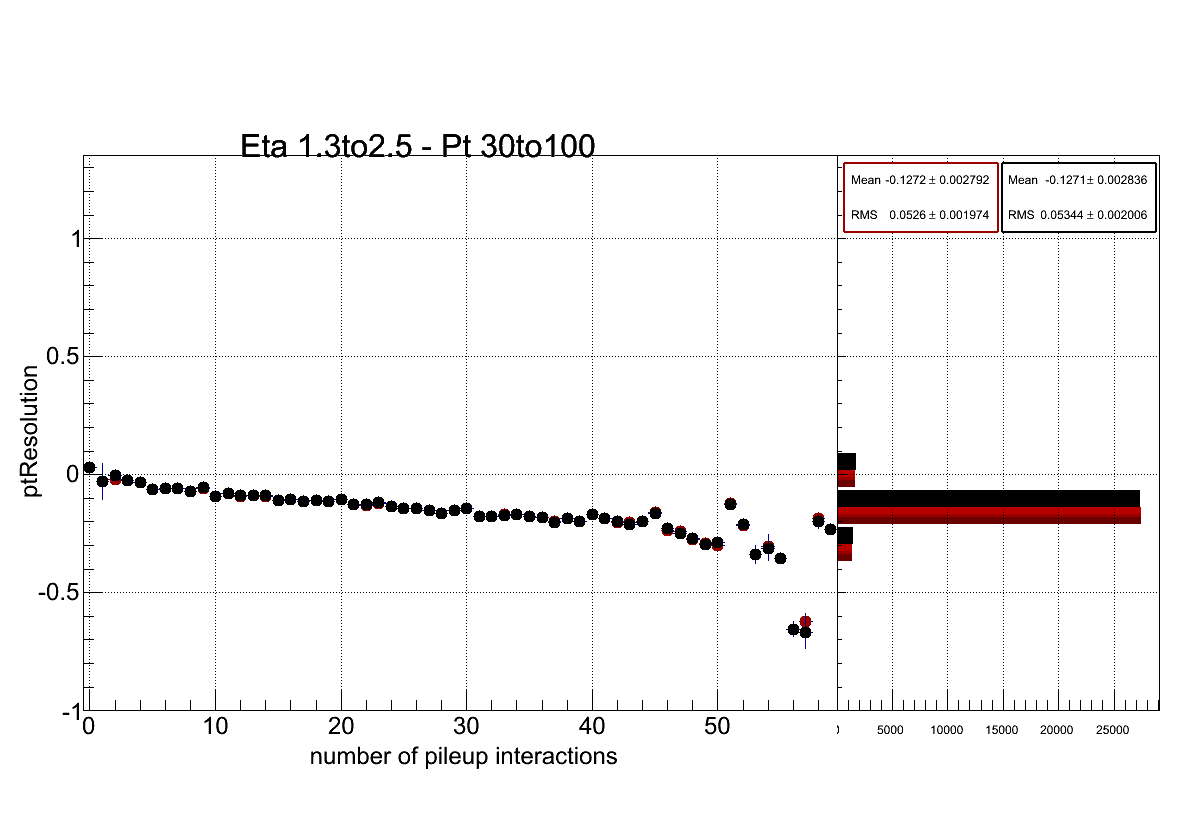 Eta 1.3to2.5 - Pt 30to100
Mean -0.1272 ± 0.002792
RMS 0.0526 ± 0.001974
Mean -0.1271± 0.002836
RMS 0.05344 ± 0.002006
ptResolution
1
0.5
0
-0.5
-1
0 10 20 30 40 50
number of pileup interactions
5000 10000 15000 20000 25000